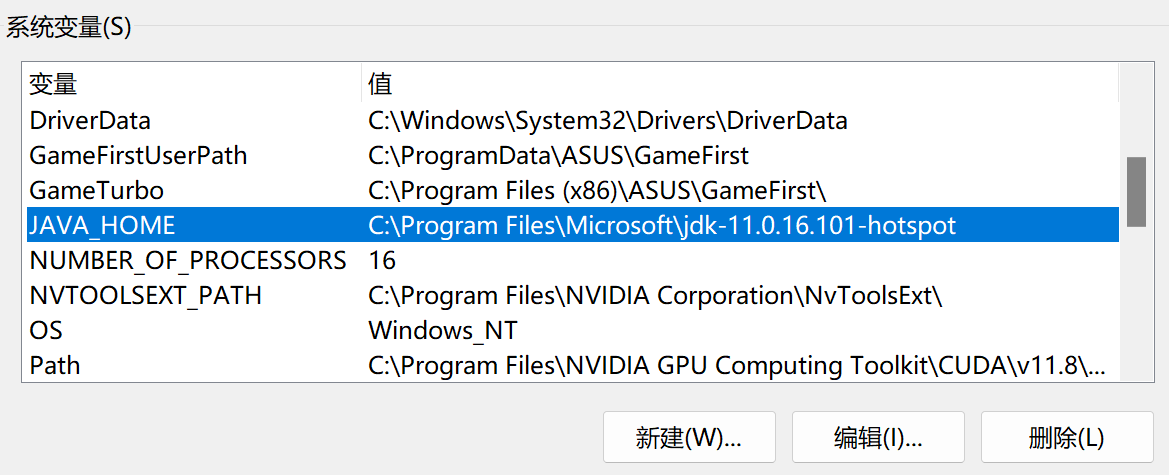 系统变量(S)
变量 值
DriverData C:\Windows\System32\Drivers\DriverData
GameFirstUserPath C:\ProgramData\ASUS\GameFirst
GameTurbo C:\Program Files (x86)\ASUS\GameFirst\
JAVA_HOME C:\Program Files\Microsoft\jdk-11.0.16.101-hotspot
NUMBER_OF_PROCESSORS 16
NVTOOLSEXT_PATH C:\Program Files\NVIDIA Corporation\NvToolsExt\
OS Windows_NT
Path C:\Program Files\NVIDIA GPU Computing Toolkit\CUDA\v11.8\...
新建(W)... 编辑(I)... 删除(L)